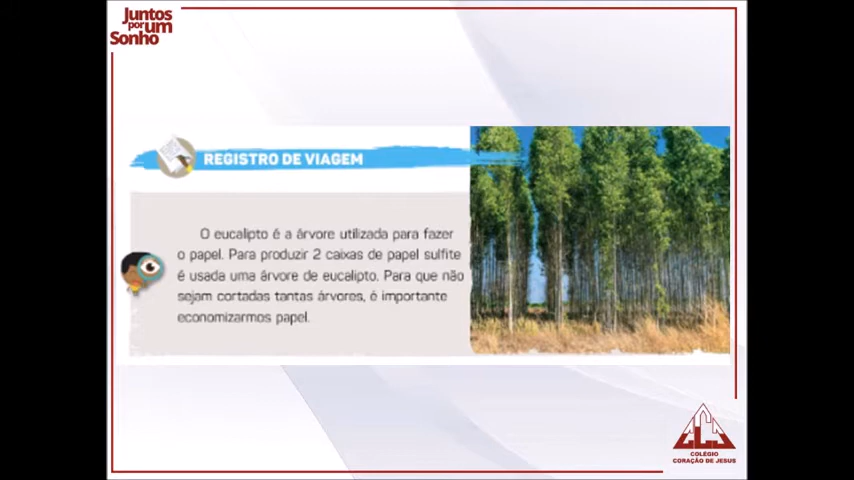 Juntos
por um
Sonho
REGISTRO DE VIAGEM
O eucalipto é a árvore utilizada para fazer
o papel. Para produzir 2 caixas de papel sulfite
é usada uma árvore de eucalipto. Para que não
sejam cortadas tantas árvores, é importante
economizarmos papel.
COLÉGIO
CORAÇÃO DE JESUS